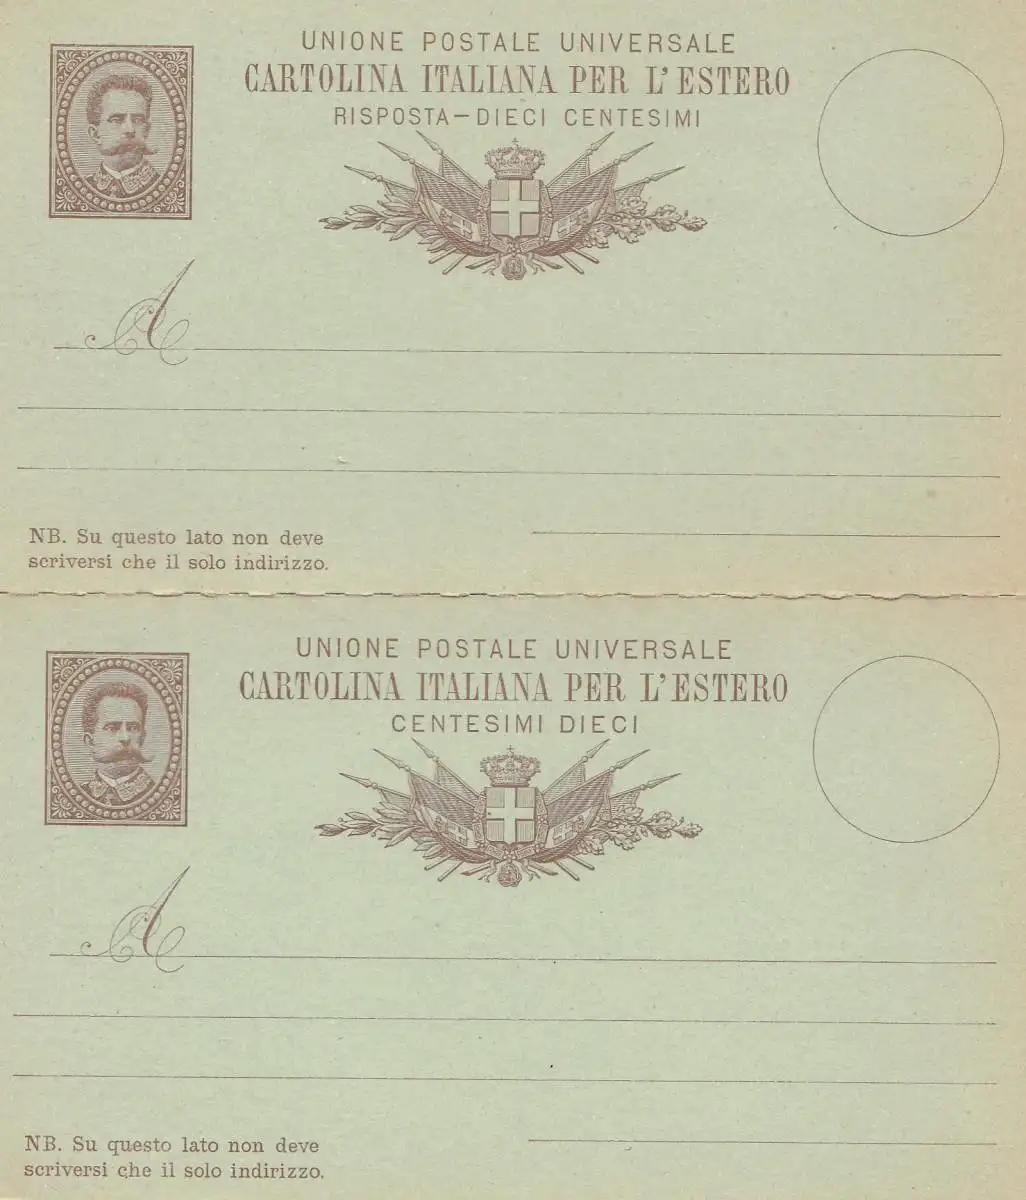 UNIONE POSTALE UNIVERSALE
CARTOLINA ITALIANA PER L'ESTERO
RISPOSTA—DIECI CENTESIMI
A
NB. Su questo lato non deve
scriversi che il solo indirizzo.
UNIONE POSTALE UNIVERSALE
CARTOLINA ITALIANA PER L'ESTERO
CENTESIMI DIECI
A
NB. Su questo lato non deve
scriversi che il solo indirizzo.